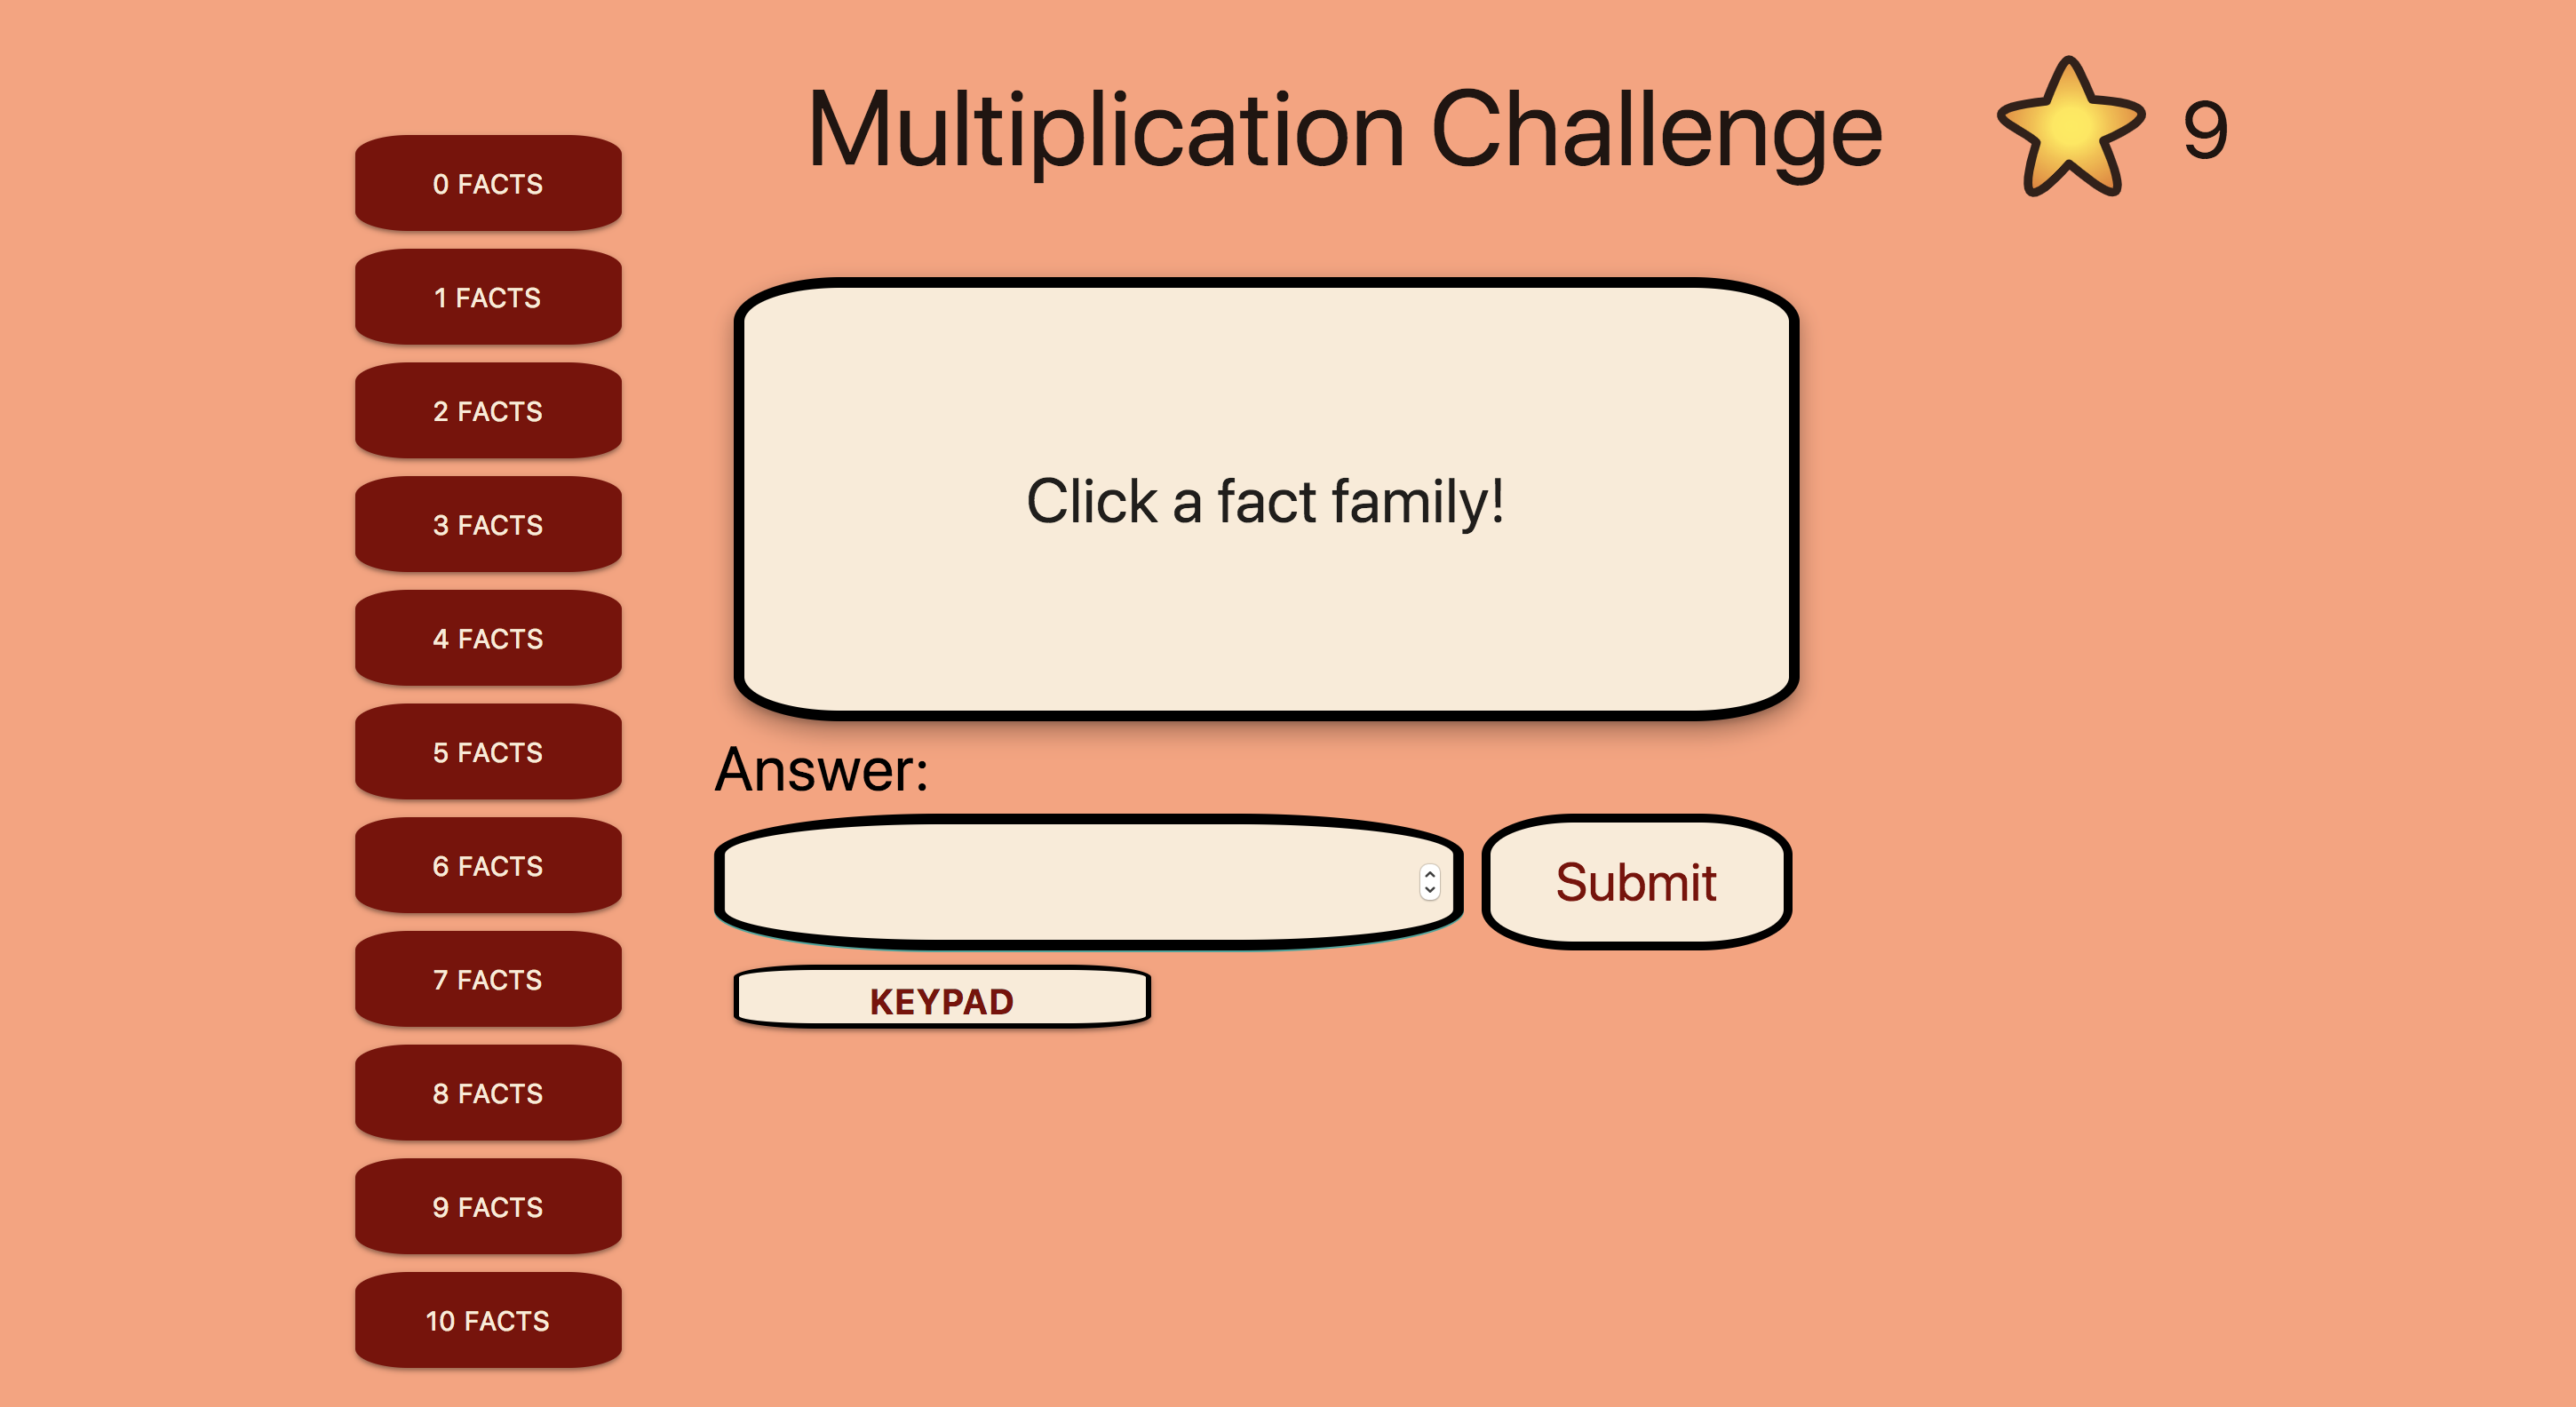 Multiplication Challenge
9
0 FACTS
1 FACTS
2 FACTS
3 FACTS
4 FACTS
5 FACTS
6 FACTS
7 FACTS
8 FACTS
9 FACTS
10 FACTS
Click a fact family!
Answer:
Submit
KEYPAD